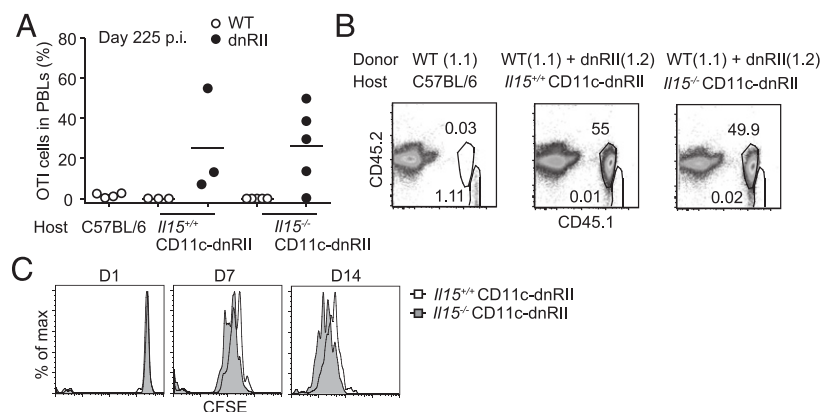 A
Day 225 p.i.
WT
dnRII
OTI cells in PBLs (%)
80
60
40
20
0
Host C57BL/6 Il15+/+ CD11c-dnRII Il15-/- CD11c-dnRII
B
Donor WT (1.1) WT(1.1) + dnRII(1.2) WT(1.1) + dnRII(1.2)
Host C57BL/6 Il15+/+ CD11c-dnRII Il15-/- CD11c-dnRII
CD45.2
0.03 55 49.9
1.11 0.01 0.02
CD45.1
C
D1 D7 D14
% of max
CFSE
Il15+/+ CD11c-dnRII
Il15-/- CD11c-dnRII